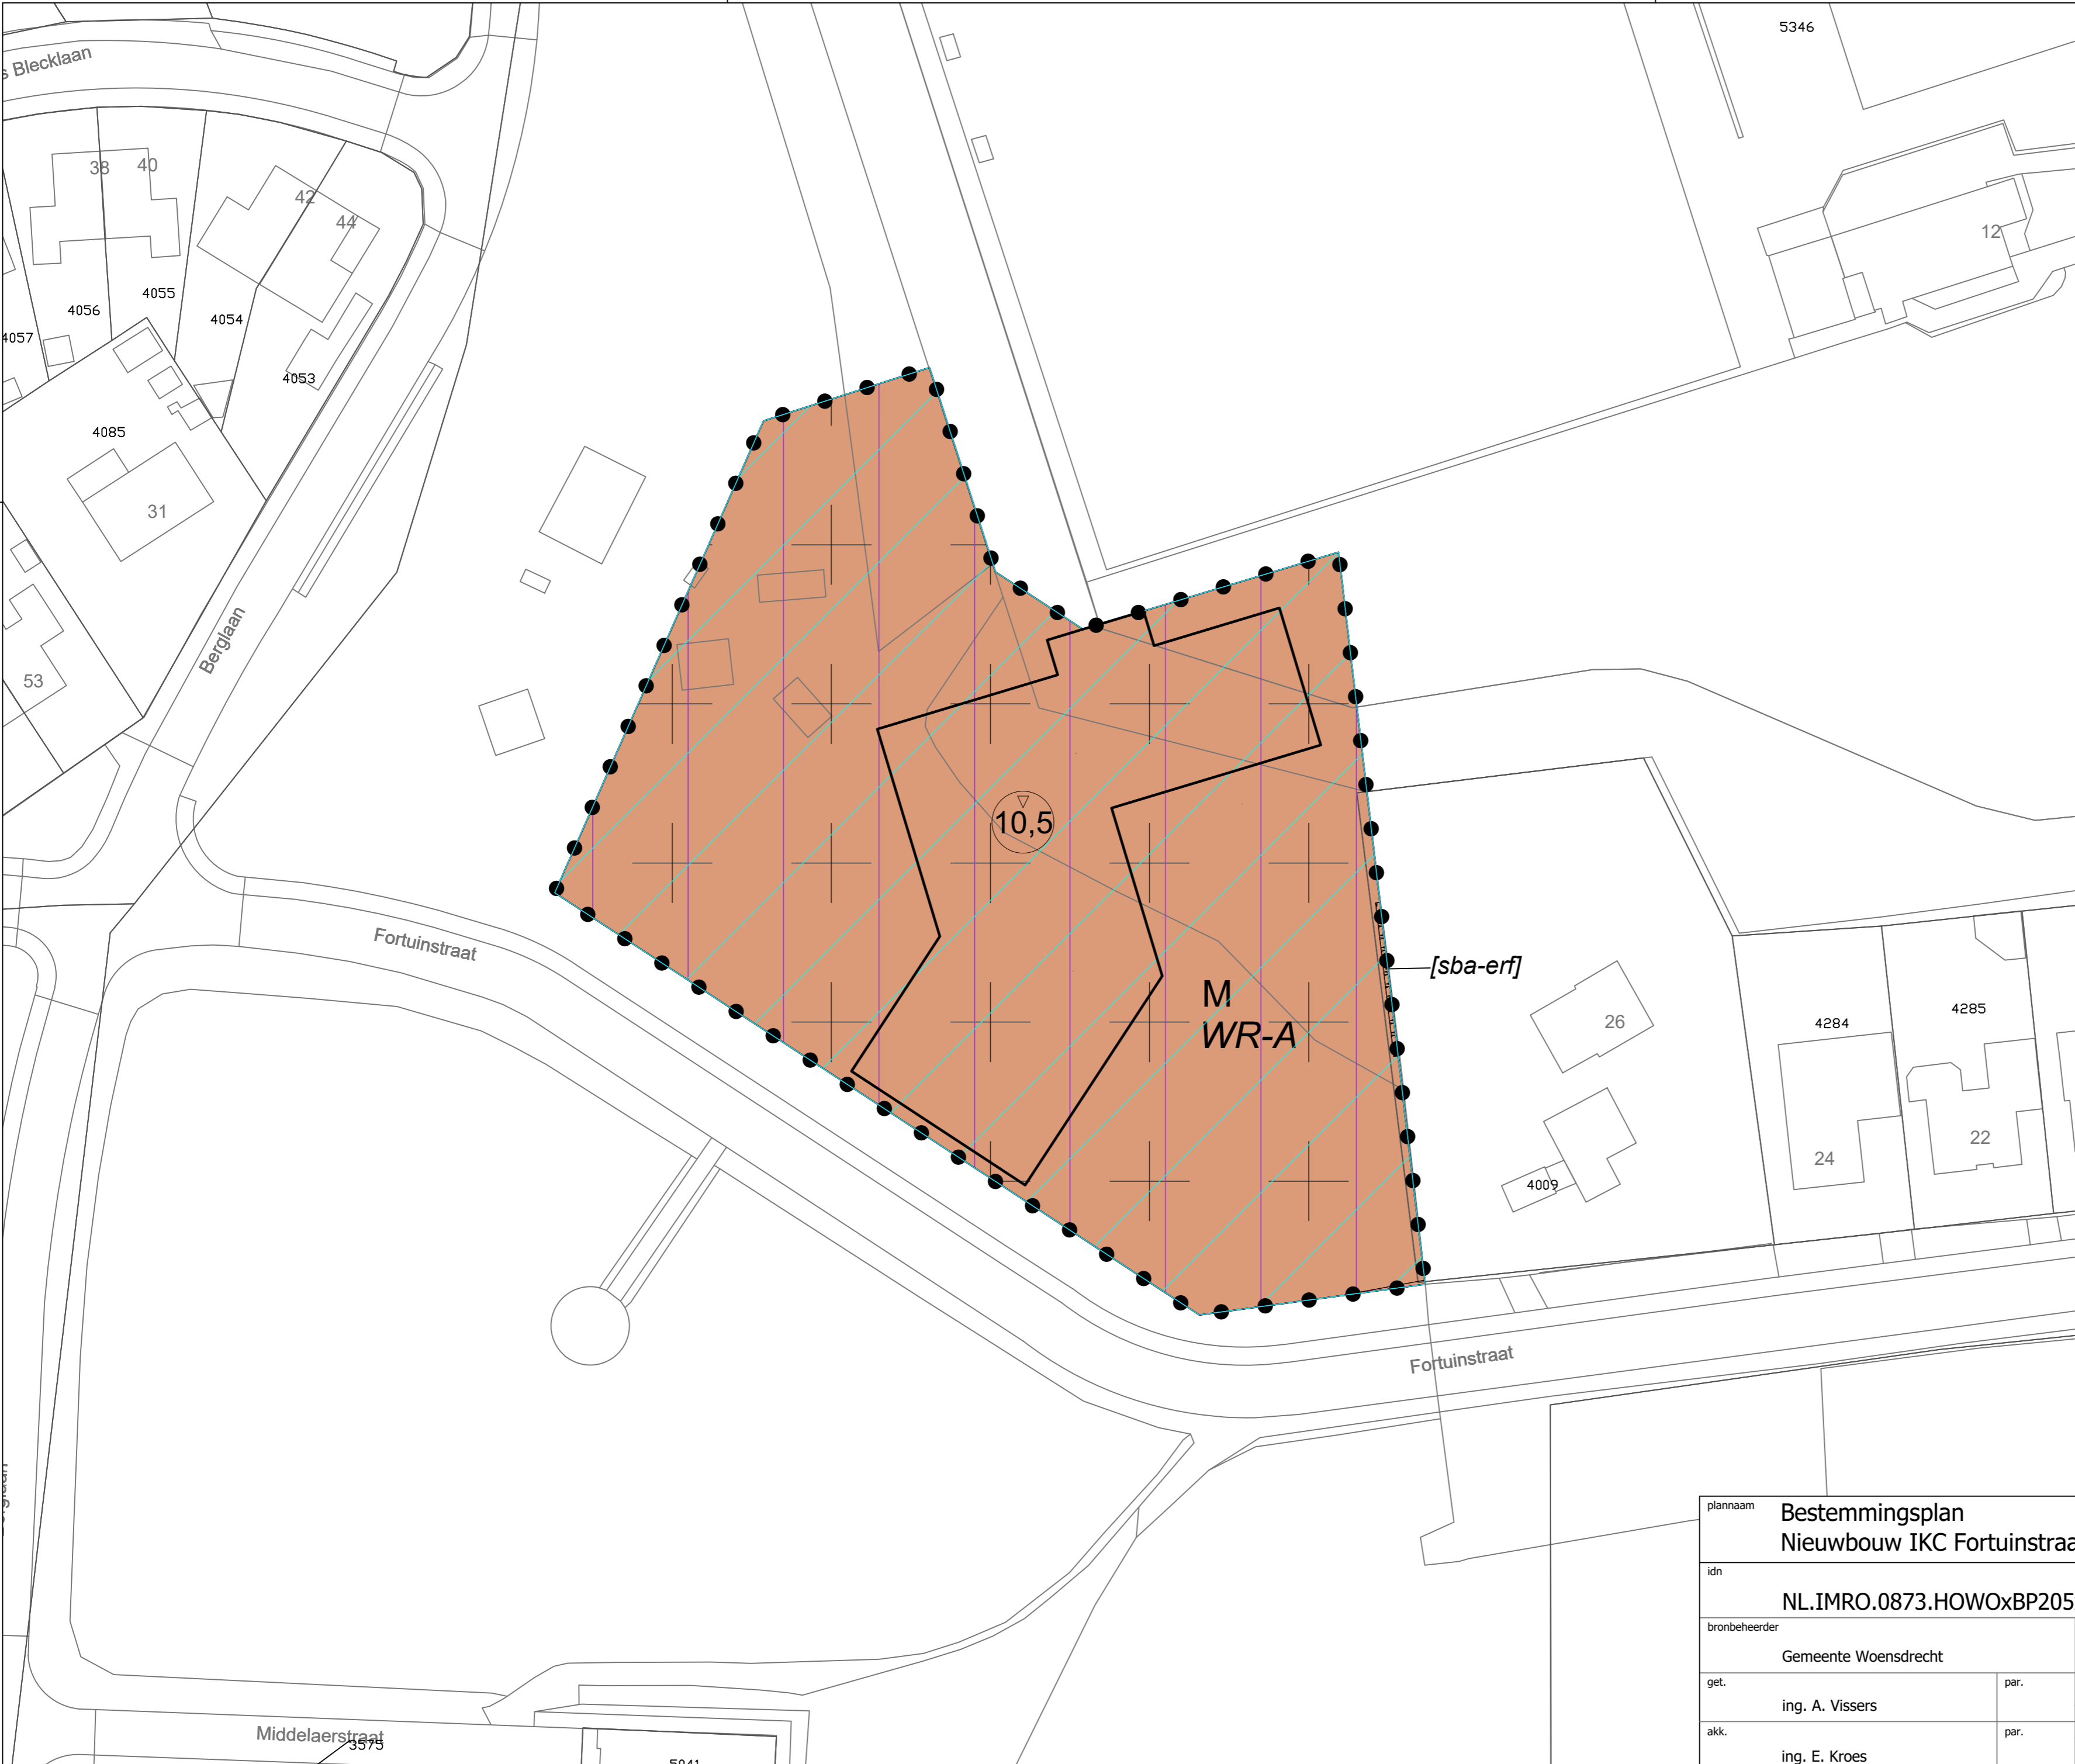 5346
s Blecklaan
38
40
42
44
12
4055
4056
4054
4057
4053
4085
31
Berglaan
53
10,5
Fortuinstraat
[sba-erf]
M
WR-A
26
4284
4285
24
22
4009
Fortuinstraat
plannaam
Bestemmingsplan
Nieuwbouw IKC Fortuinstraa
idn
NL.IMRO.0873.HOWOxBP205
bronbeheerder
Gemeente Woensdrecht
get.
par.
ing. A. Vissers
akk.
par.
ing. E. Kroes
Middelaerstraat
3575